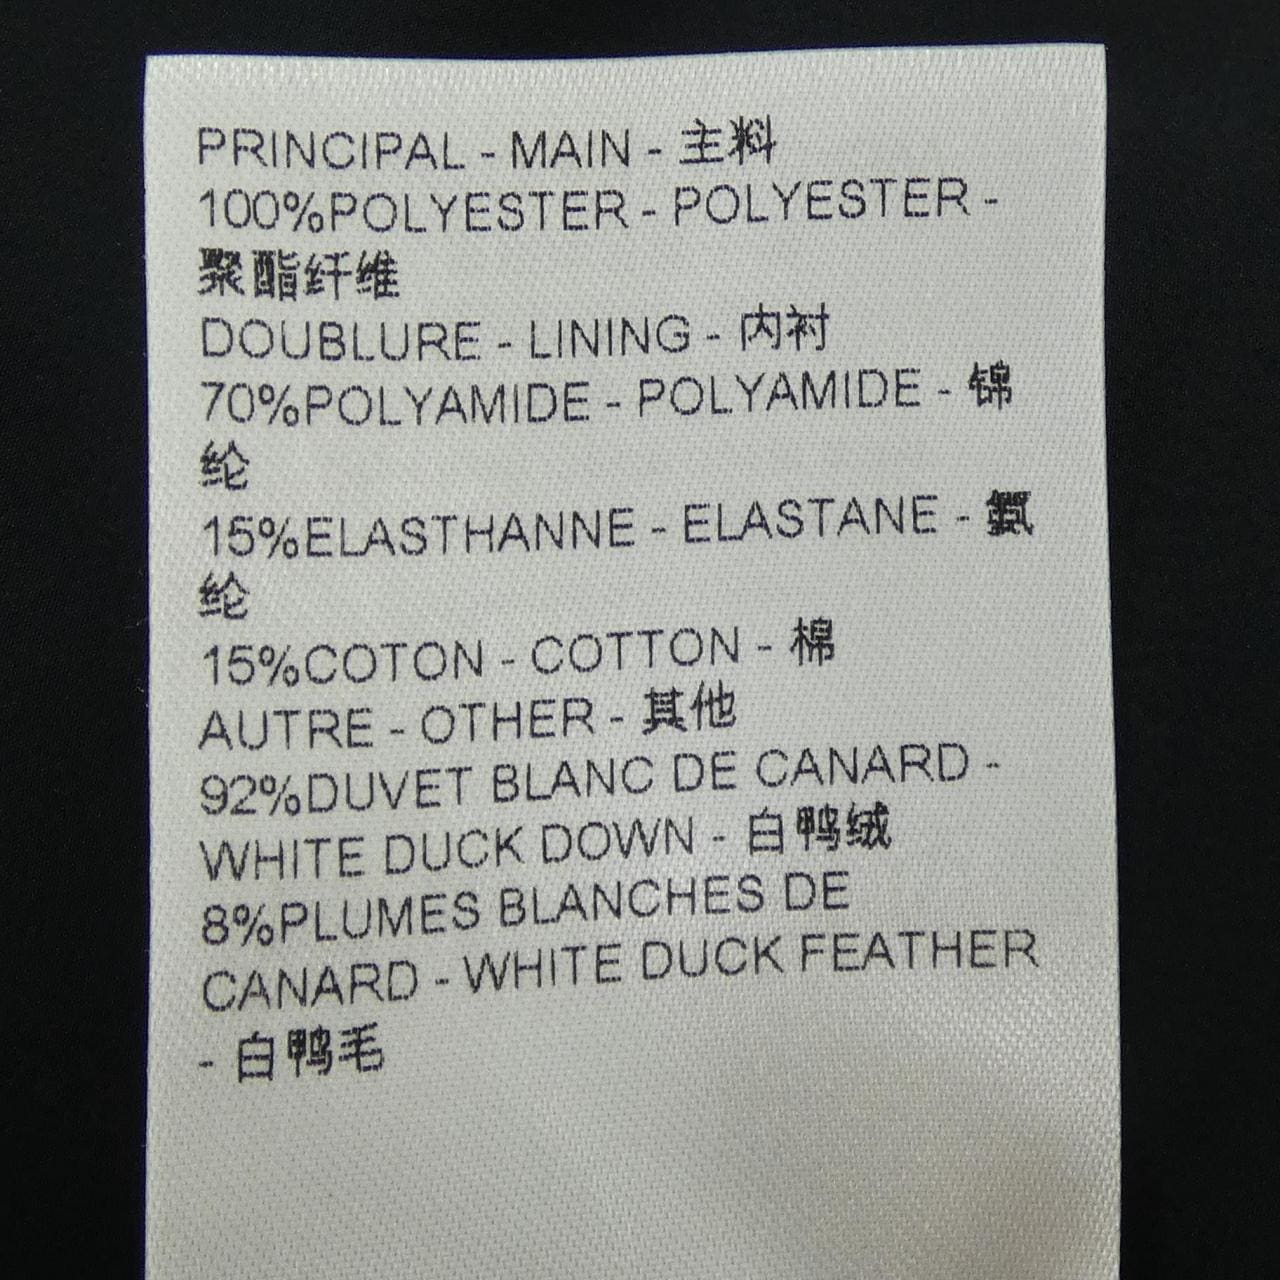 PRINCIPAL - MAIN - 主料
100%POLYESTER - POLYESTER -
聚酯纤维
DOUBLURE - LINING - 内衬
70%POLYAMIDE - POLYAMIDE - 锦
纶
15%ELASTHANNE - ELASTANE - 氨
纶
15%COTON - COTTON - 棉
AUTRE - OTHER - 其他
92%DUVET BLANC DE CANARD -
WHITE DUCK DOWN - 白鸭绒
8%PLUMES BLANCHES DE
CANARD - WHITE DUCK FEATHER
- 白鸭毛